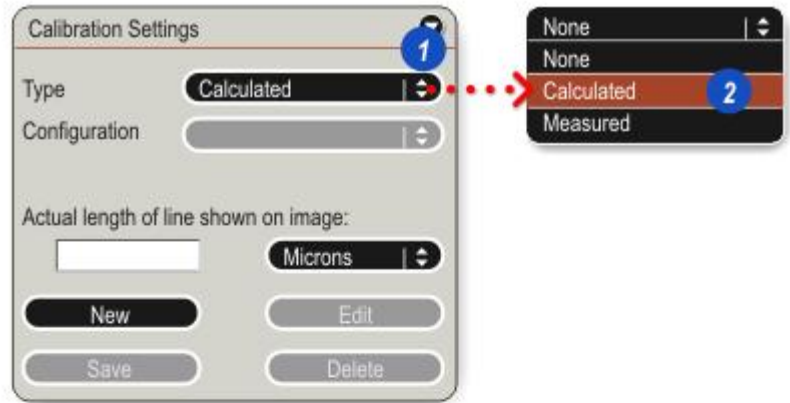 Calibration Settings
1
Type Calculated
Configuration
Actual length of line shown on image:
Microns
New Edit
Save Delete
None
None
Calculated 2
Measured